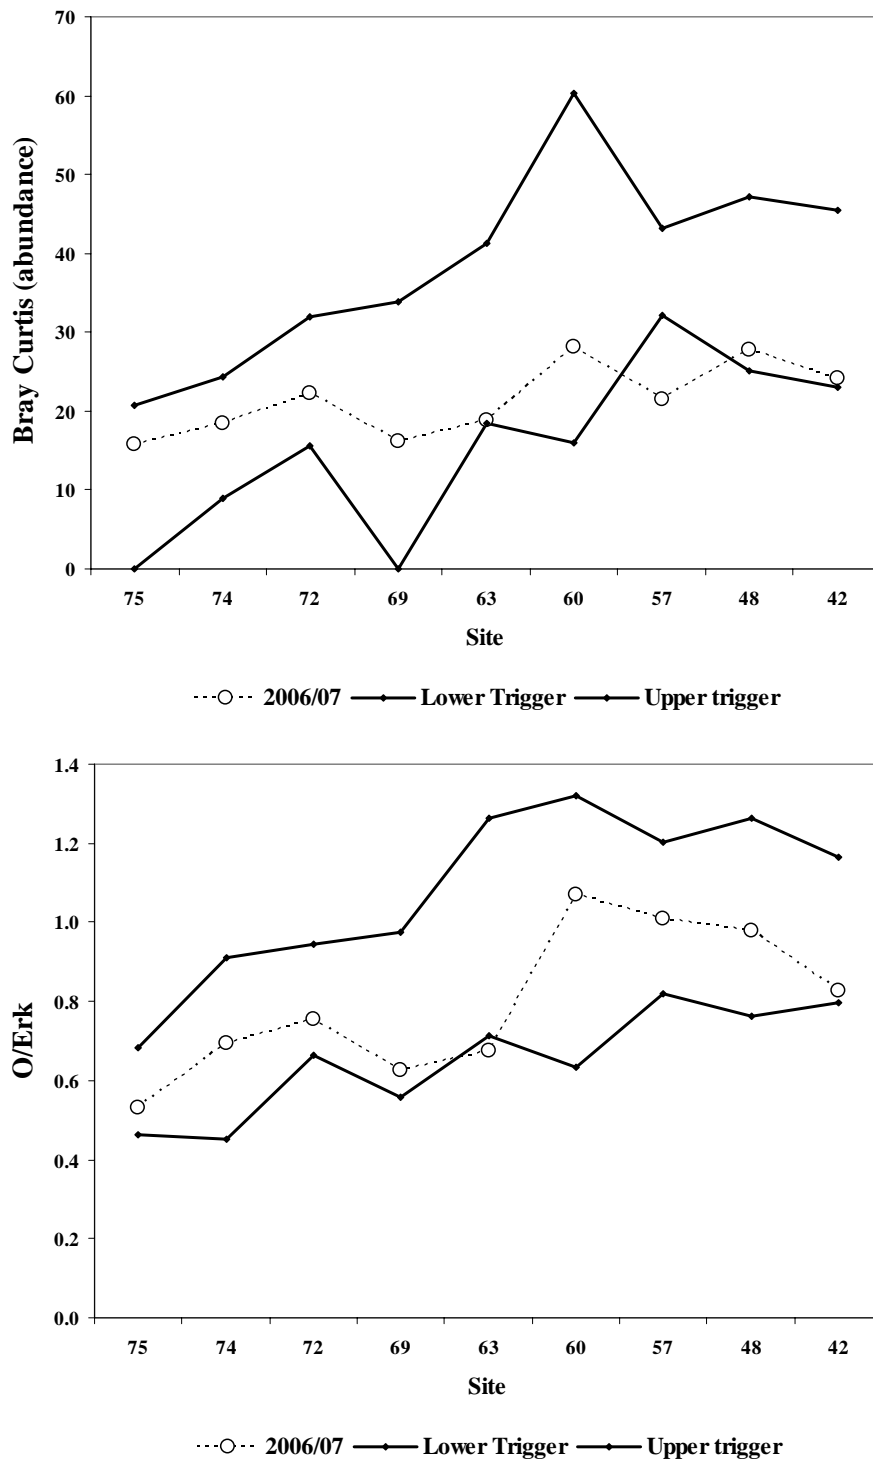 70
60
50
40
30
20
10
0
Bray Curtis (abundance)
75 74 72 69 63 60 57 48 42
Site
2006/07 Lower Trigger Upper trigger
1.4
1.2
1.0
0.8
0.6
0.4
0.2
0.0
O/Erk
75 74 72 69 63 60 57 48 42
Site
2006/07 Lower Trigger Upper trigger